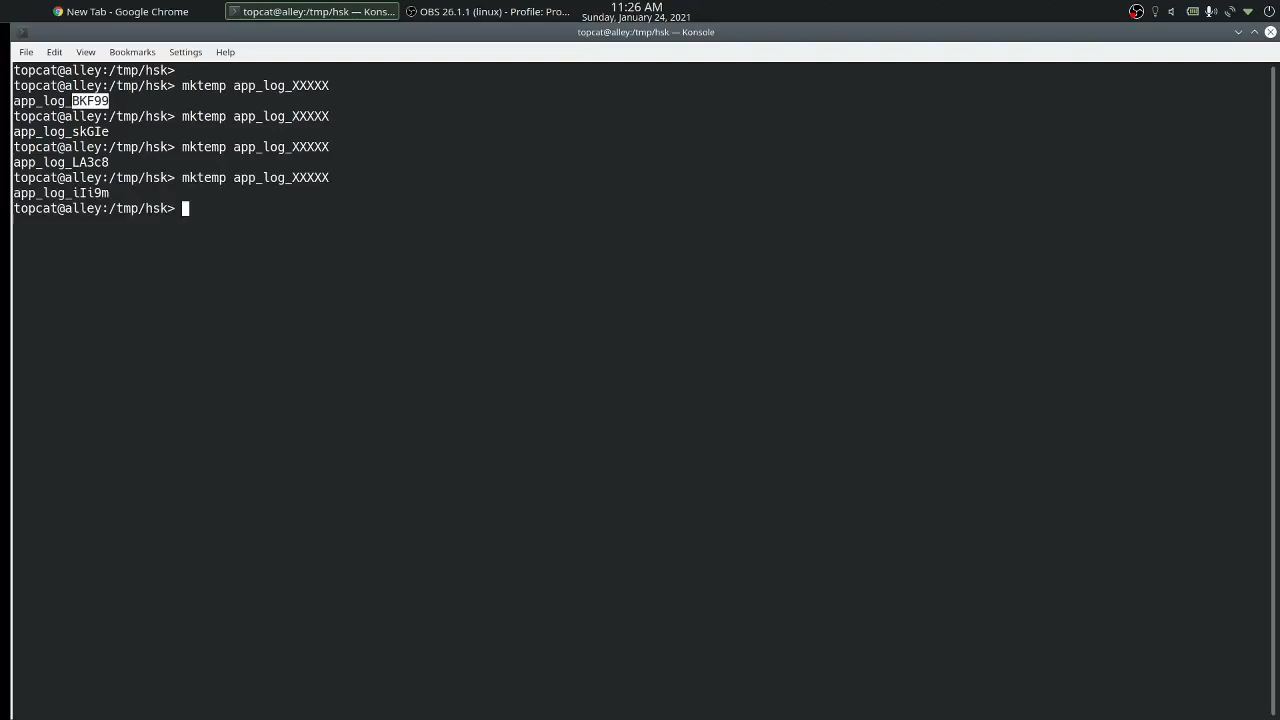 New Tab - Google Chrome
topcat@alley:/tmp/hsk — Kons...
OBS 26.1.1 (linux) - Profile: Pro...
11:26 AM
Sunday, January 24, 2021
topcat@alley:/tmp/hsk — Konsole
File Edit View Bookmarks Settings Help
topcat@alley:/tmp/hsk>
topcat@alley:/tmp/hsk> mktemp app_log_XXXXX
app_log_BKF99
topcat@alley:/tmp/hsk> mktemp app_log_XXXXX
app_log_skGIe
topcat@alley:/tmp/hsk> mktemp app_log_XXXXX
app_log_LA3c8
topcat@alley:/tmp/hsk> mktemp app_log_XXXXX
app_log_iIi9m
topcat@alley:/tmp/hsk>